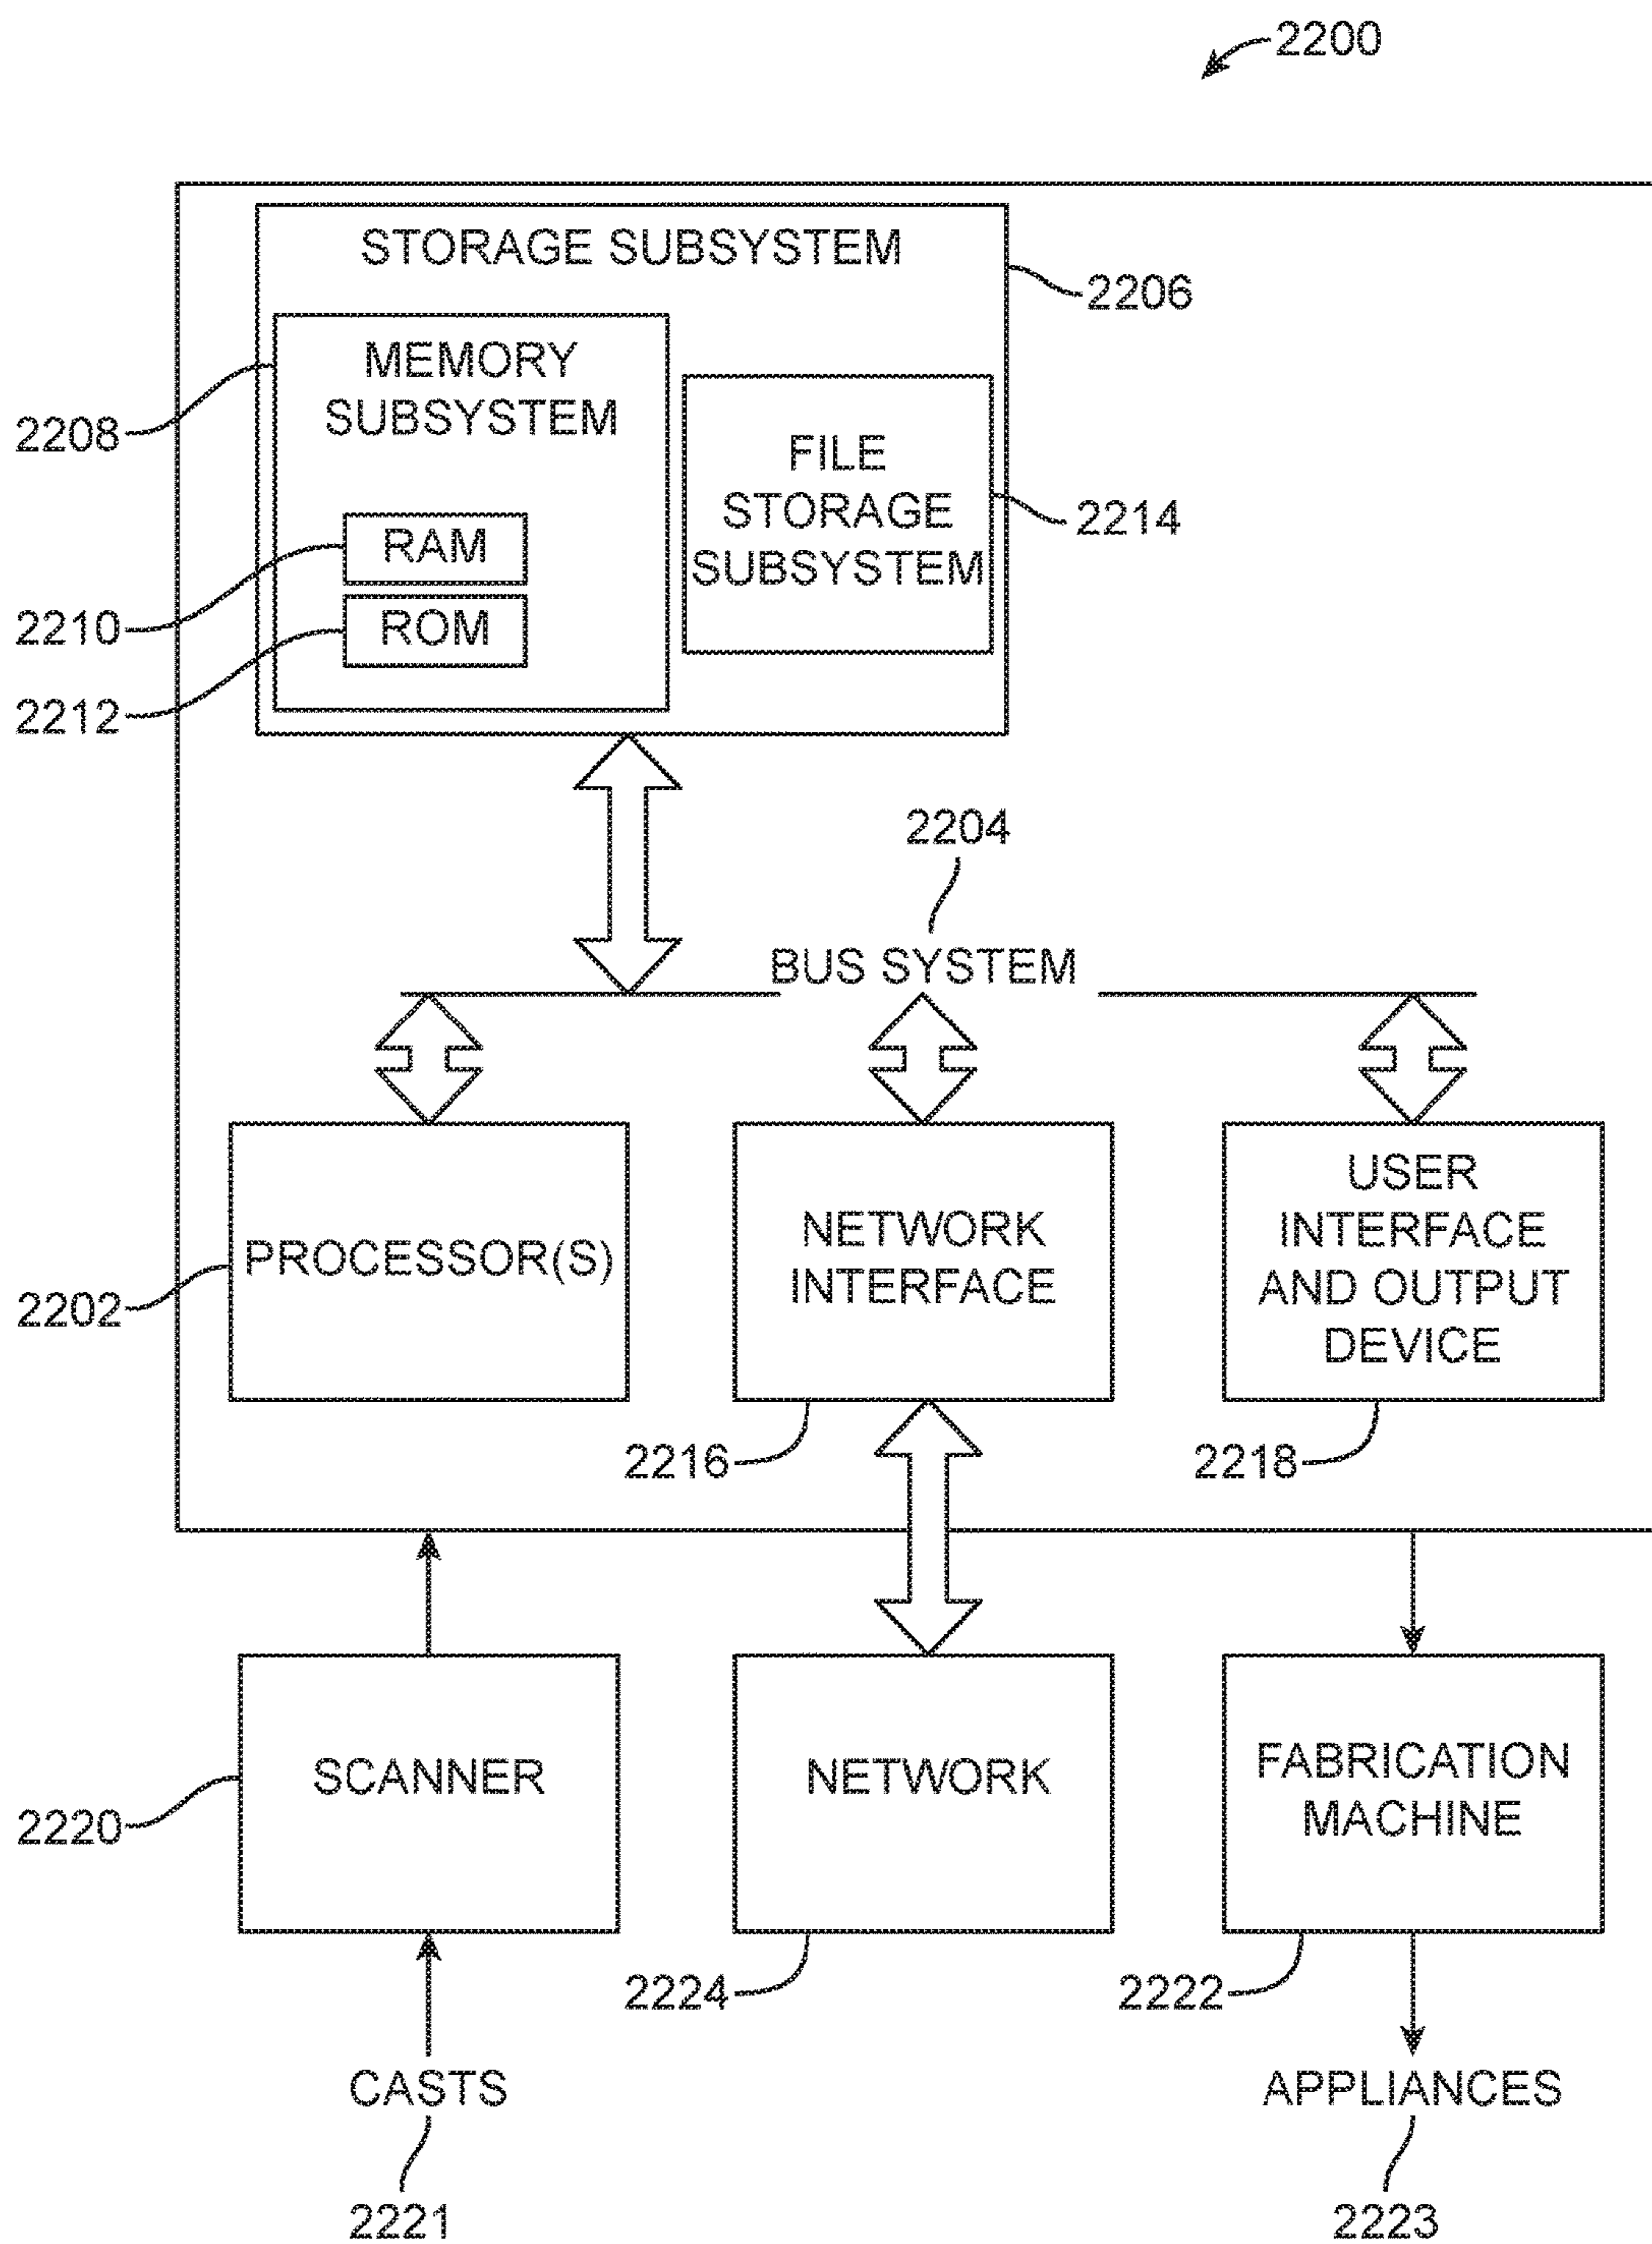 2200
STORAGE SUBSYSTEM
2206
MEMORY
SUBSYSTEM
2208
FILE
STORAGE
SUBSYSTEM
2214
RAM
2210
ROM
2212
2204
BUS SYSTEM
PROCESSOR(S)
2202
NETWORK
INTERFACE
2216
USER
INTERFACE
AND OUTPUT
DEVICE
2218
SCANNER
2220
NETWORK
2224
FABRICATION
MACHINE
2222
CASTS
2221
APPLIANCES
2223